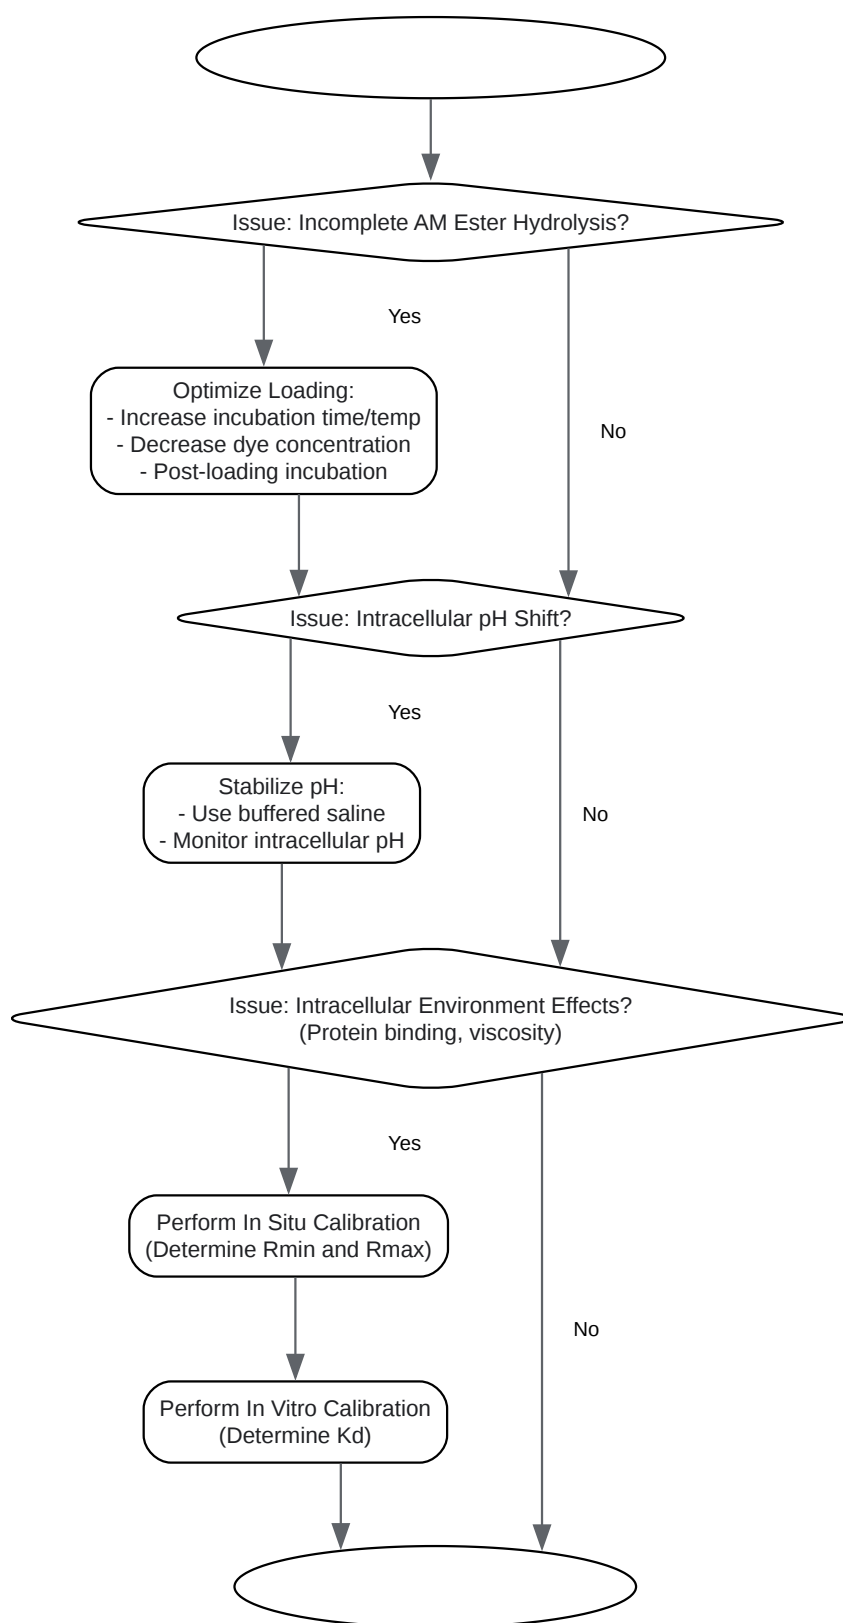 Issue: Incomplete AM Ester Hydrolysis?
Yes
Optimize Loading:
- Increase incubation time/temp
- Decrease dye concentration
- Post-loading incubation
No
Issue: Intracellular pH Shift?
Yes
Stabilize pH:
- Use buffered saline
- Monitor intracellular pH
No
Issue: Intracellular Environment Effects?
(Protein binding, viscosity)
Yes
Perform In Situ Calibration
(Determine Rmin and Rmax)
No
Perform In Vitro Calibration
(Determine Kd)